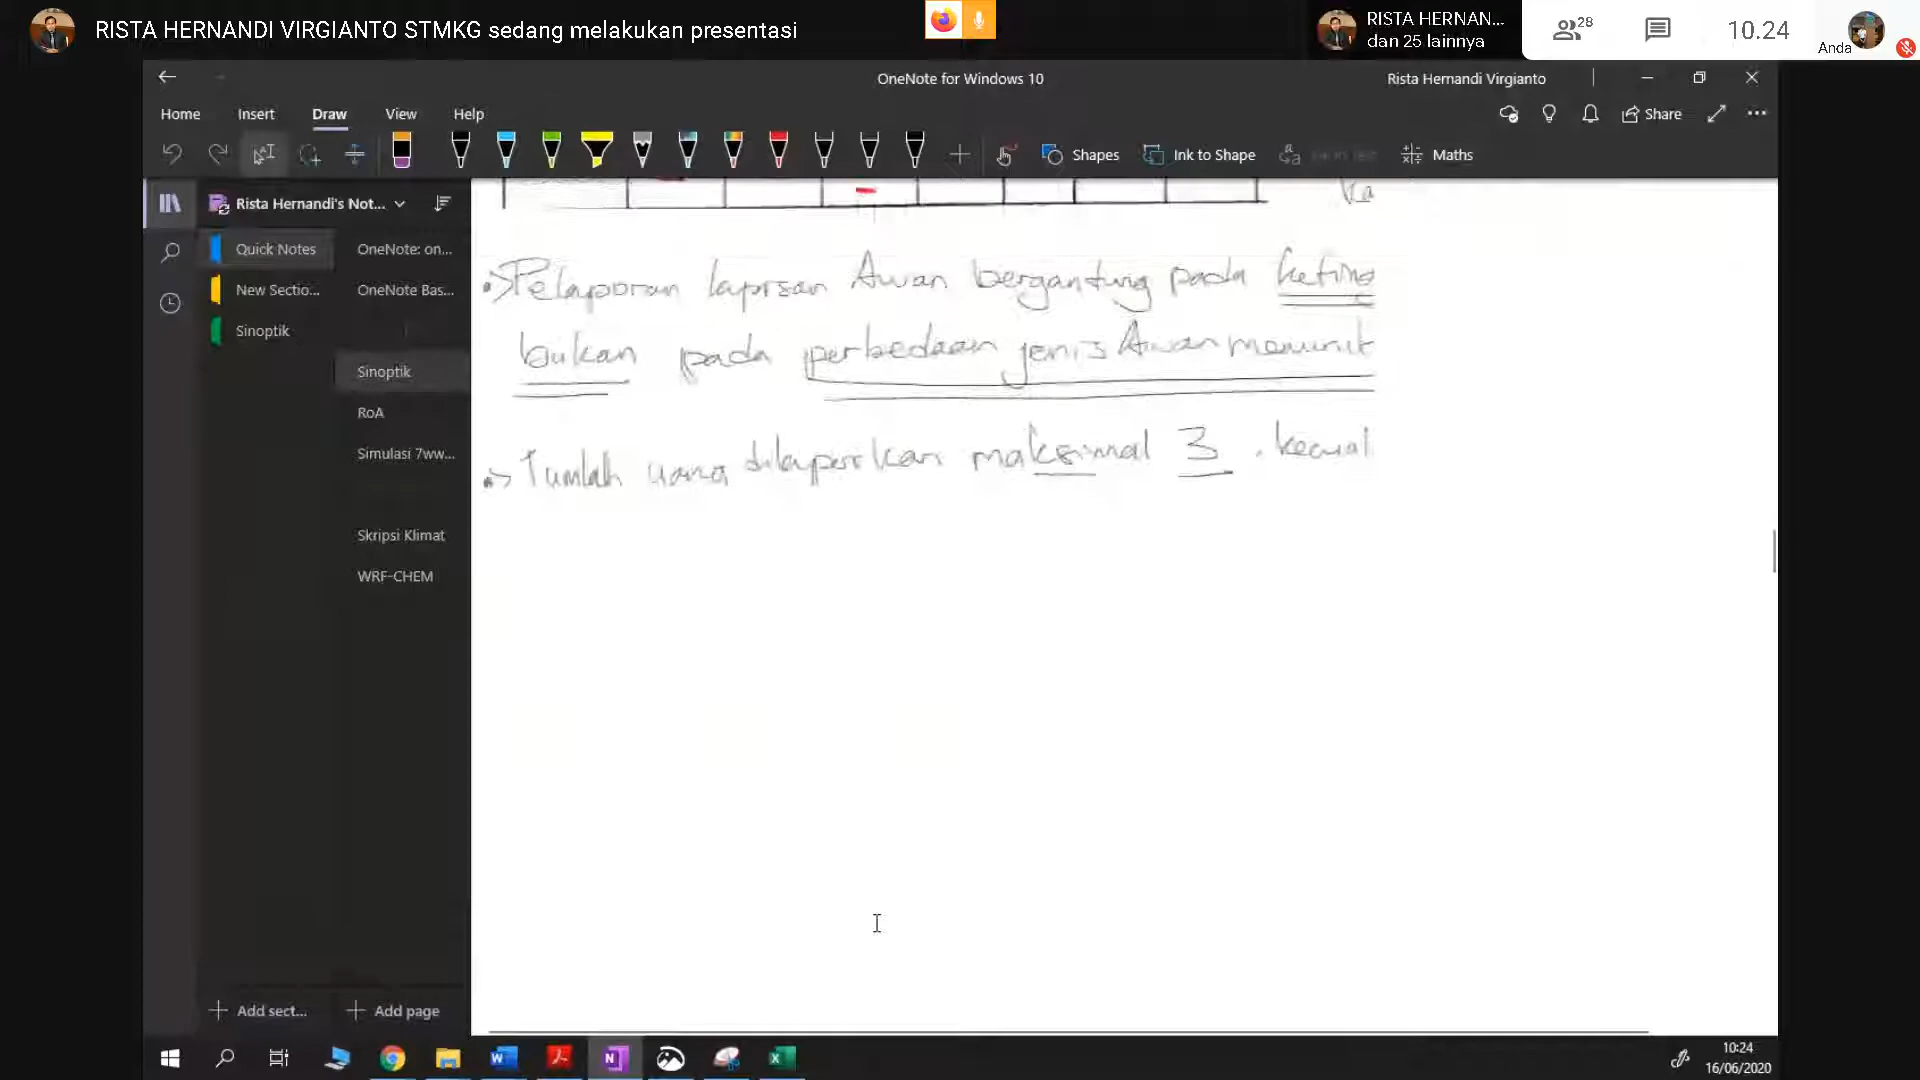 RISTA HERNANDI VIRGIANTO STMKG sedang melakukan presentasi
RISTA HERNAN...
dan 25 lainnya
28
10.24
Anda
OneNote for Windows 10
Rista Hernandi Virgianto
Home
Insert
Draw
View
Help
Share
Shapes
Ink to Shape
Maths
Rista Hernandi's Not...
Quick Notes
OneNote: on...
New Sectio...
OneNote Bas...
Sinoptik
Sinoptik
RoA
Simulasi 7ww...
Skripsi Klimat
WRF-CHEM
Pelaporan lapisan Awan bergantung pada
bukan pada perbedaan jenis Awan menurut
Jumlah yang dilaporkan maksimal 3. kecual
Add sect...
Add page
10:24
16/06/2020